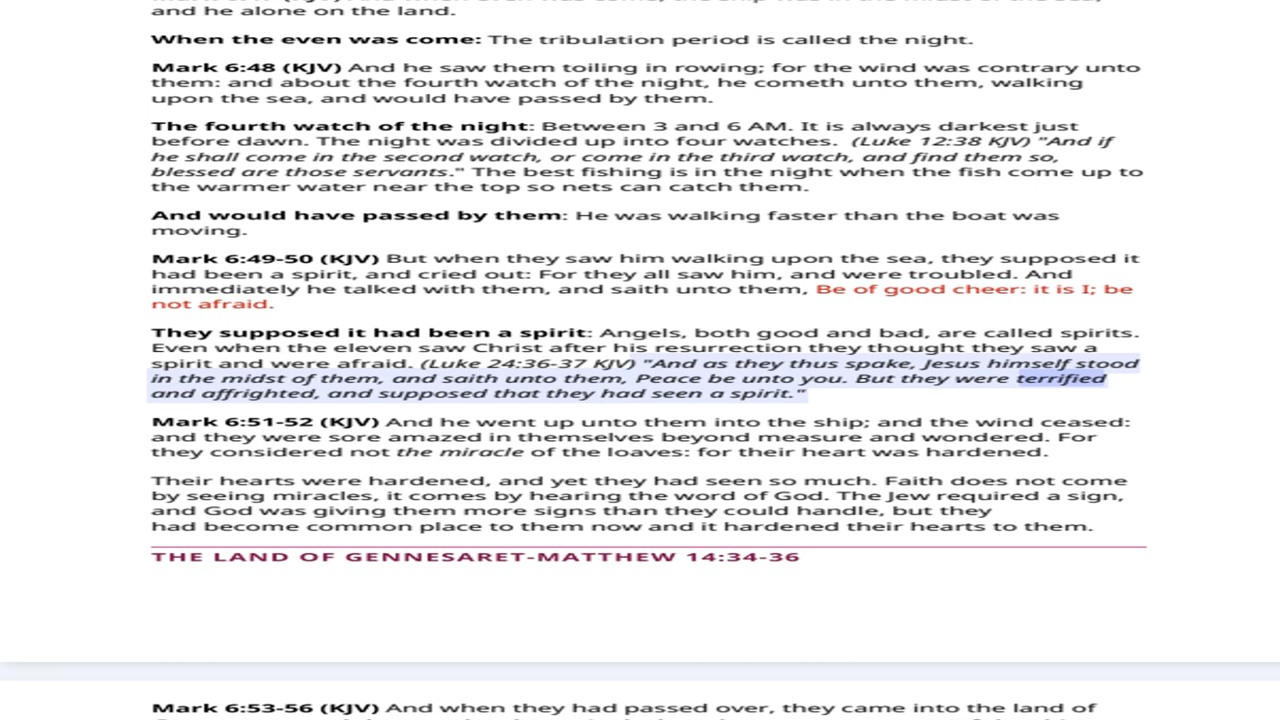 and he alone on the land.
When the even was come: The tribulation period is called the night.
Mark 6:48 (KJV) And he saw them toiling in rowing; for the wind was contrary unto
them: and about the fourth watch of the night, he cometh unto them, walking
upon the sea, and would have passed by them.
The fourth watch of the night: Between 3 and 6 AM. It is always darkest just
before dawn. The night was divided up into four watches. (Luke 12:38 KJV) "And if
he shall come in the second watch, or come in the third watch, and find them so,
blessed are those servants." The best fishing is in the night when the fish come up to
the warmer water near the top so nets can catch them.
And would have passed by them: He was walking faster than the boat was
moving.
Mark 6:49-50 (KJV) But when they saw him walking upon the sea, they supposed it
had been a spirit, and cried out: For they all saw him, and were troubled. And
immediately he talked with them, and saith unto them, Be of good cheer: it is I; be
not afraid.
They supposed it had been a spirit: Angels, both good and bad, are called spirits.
Even when the eleven saw Christ after his resurrection they thought they saw a
spirit and were afraid. (Luke 24:36-37 KJV) "And as they thus spake, Jesus himself stood
in the midst of them, and saith unto them, Peace be unto you. But they were terrified
and affrighted, and supposed that they had seen a spirit."
Mark 6:51-52 (KJV) And he went up unto them into the ship; and the wind ceased:
and they were sore amazed in themselves beyond measure and wondered. For
they considered not the miracle of the loaves: for their heart was hardened.
Their hearts were hardened, and yet they had seen so much. Faith does not come
by seeing miracles, it comes by hearing the word of God. The Jew required a sign,
and God was giving them more signs than they could handle, but they
had become common place to them now and it hardened their hearts to them.
THE LAND OF GENNESARET-MATTHEW 14:34-36
Mark 6:53-56 (KJV) And when they had passed over, they came into the land of